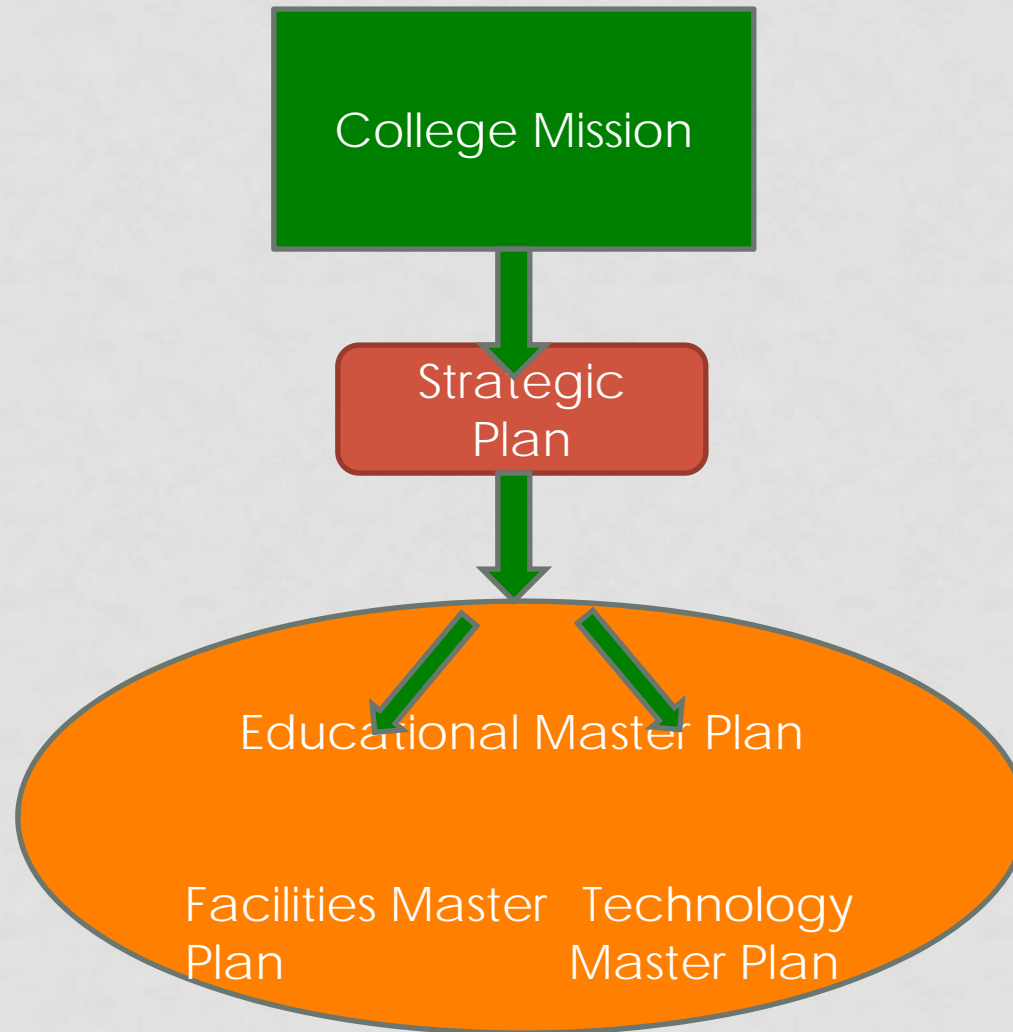 College Mission
Strategic
Plan
Educational Master Plan
Facilities Master
Plan
Technology
Master Plan